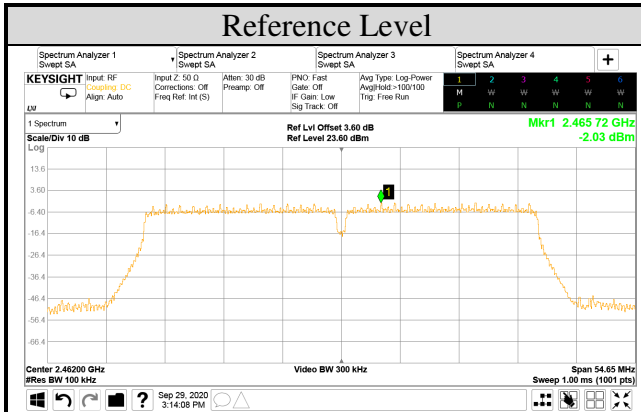 Reference Level
Spectrum Analyzer 1
Swept SA
Spectrum Analyzer 2
Swept SA
Spectrum Analyzer 3
Swept SA
Spectrum Analyzer 4
Swept SA
+
KEYSIGHT
Input: RF
Coupling: DC
Align: Auto
Input Z: 50 Ω
Corrections: Off
Freq Ref: Int (S)
Atten: 30 dB
Preamp: Off
PNO: Fast
Gate: Off
IF Gain: Low
Sig Track: Off
Avg Type: Log-Power
Avg|Hold:>100/100
Trig: Free Run
1 2 3 4 5 6
M W W W W W
P N N N N N
LXI
1 Spectrum
Scale/Div 10 dB
Ref Lvl Offset 3.60 dB
Ref Level 23.60 dBm
Mkr1 2.465 72 GHz
-2.03 dBm
Log
13.6
3.60
1
-6.40
-16.4
-26.4
-36.4
-46.4
-56.4
-66.4
Center 2.46200 GHz
#Res BW 100 kHz
Video BW 300 kHz
Span 54.65 MHz
Sweep 1.00 ms (1001 pts)
?
Sep 29, 2020
3:14:08 PM